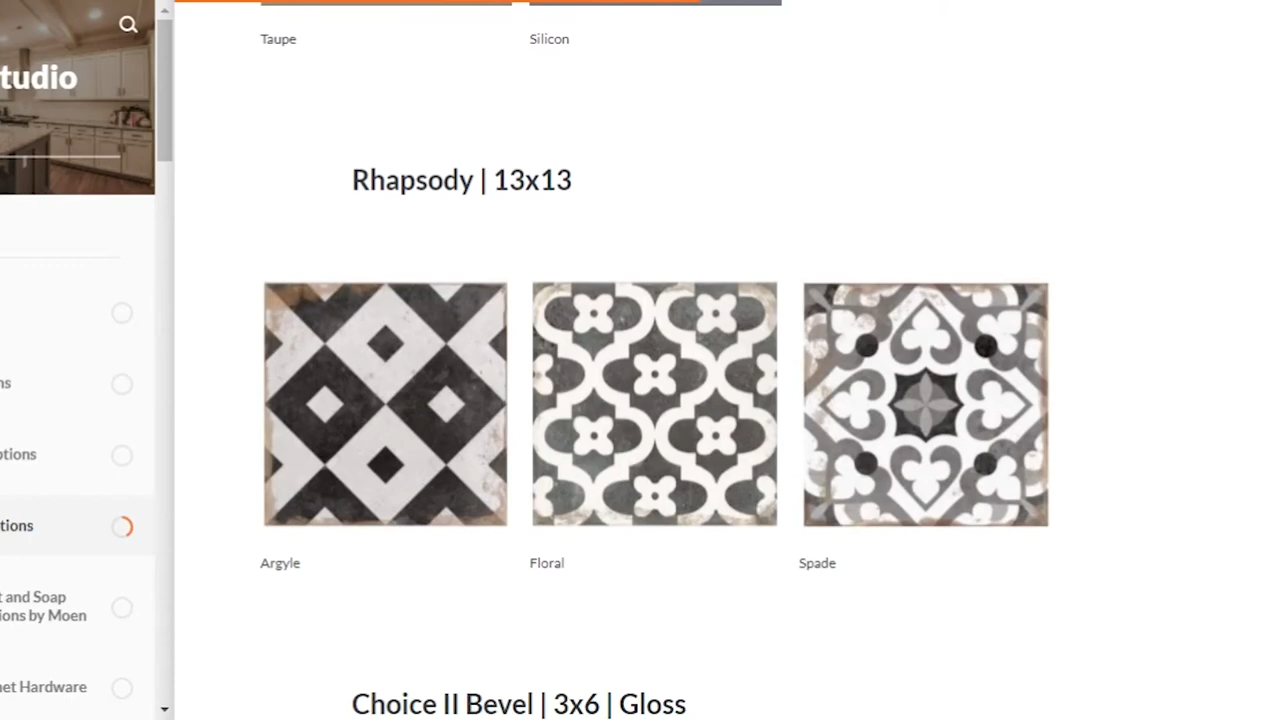 tudio
ns
otions
tions
t and Soap
ions by Moen
net Hardware
Taupe
Silicon
Rhapsody | 13x13
Argyle
Floral
Spade
Choice II Bevel | 3x6 | Gloss